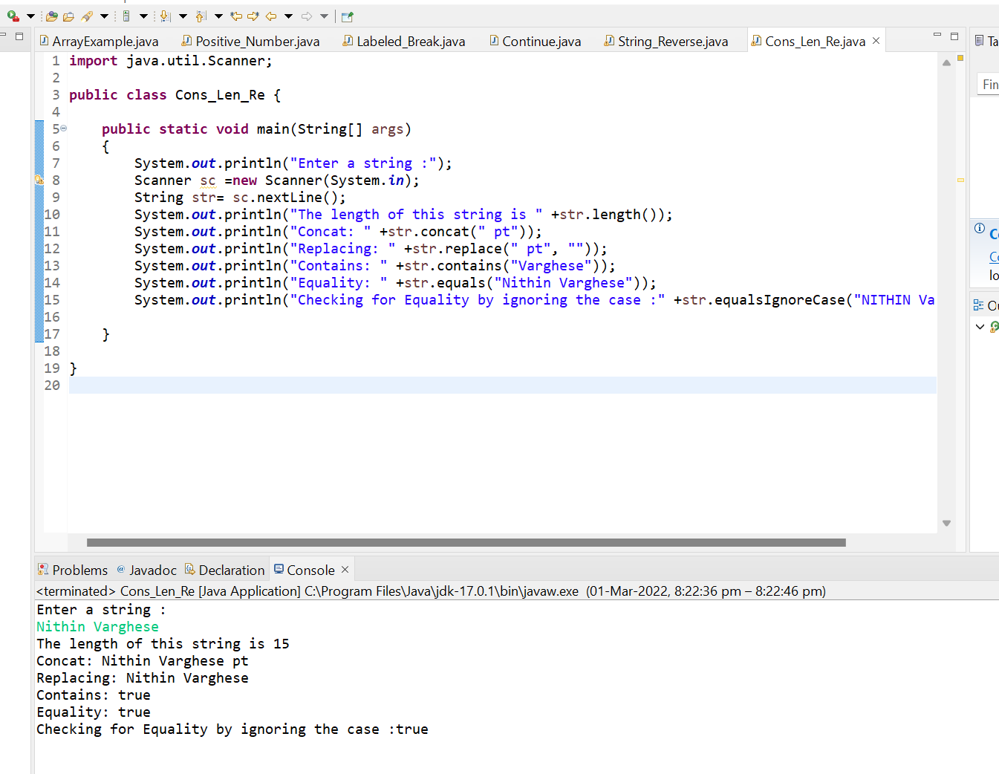 ArrayExample.java Positive_Number.java Labeled_Break.java Continue.java String_Reverse.java Cons_Len_Re.java
1 import java.util.Scanner;
2
3 public class Cons_Len_Re {
4
5 public static void main(String[] args)
6 {
7 System.out.println("Enter a string :");
8 Scanner sc =new Scanner(System.in);
9 String str= sc.nextLine();
10 System.out.println("The length of this string is " +str.length());
11 System.out.println("Concat: " +str.concat(" pt"));
12 System.out.println("Replacing: " +str.replace(" pt", ""));
13 System.out.println("Contains: " +str.contains("Varghese"));
14 System.out.println("Equality: " +str.equals("Nithin Varghese"));
15 System.out.println("Checking for Equality by ignoring the case :" +str.equalsIgnoreCase("NITHIN Va
16
17 }
18
19 }
20
Ta
Fin
Co
lo
Problems Javadoc Declaration Console
<terminated> Cons_Len_Re [Java Application] C:\Program Files\Java\jdk-17.0.1\bin\javaw.exe (01-Mar-2022, 8:22:36 pm – 8:22:46 pm)
Enter a string :
Nithin Varghese
The length of this string is 15
Concat: Nithin Varghese pt
Replacing: Nithin Varghese
Contains: true
Equality: true
Checking for Equality by ignoring the case :true